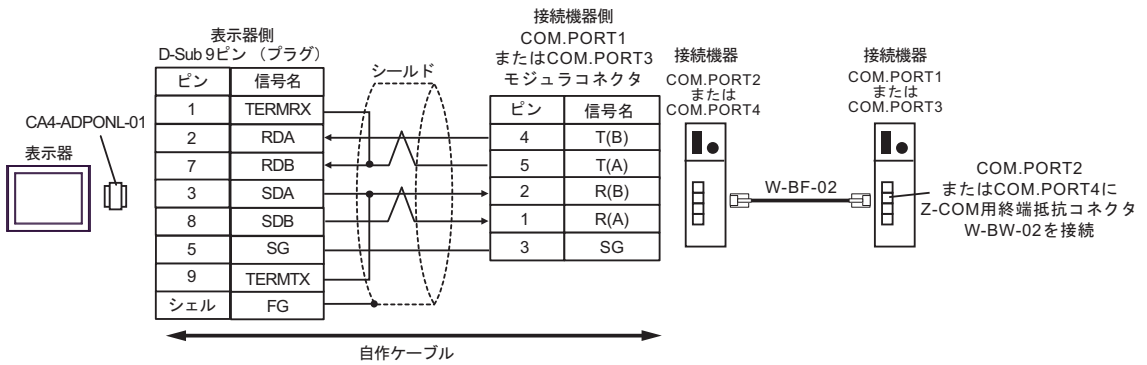 表示器側
D-Sub 9ピン (プラグ)
ピン 信号名
1 TERMRX
2 RDA
7 RDB
3 SDA
8 SDB
5 SG
9 TERMTX
シェル FG
CA4-ADPONL-01
表示器
シールド
接続機器側
COM.PORT1
またはCOM.PORT3
モジュラコネクタ
ピン 信号名
4 T(B)
5 T(A)
2 R(B)
1 R(A)
3 SG
自作ケーブル
接続機器
COM.PORT2
または
COM.PORT4
W-BF-02
接続機器
COM.PORT1
または
COM.PORT3
COM.PORT2
またはCOM.PORT4に
Z-COM用終端抵抗コネクタ
W-BW-02を接続